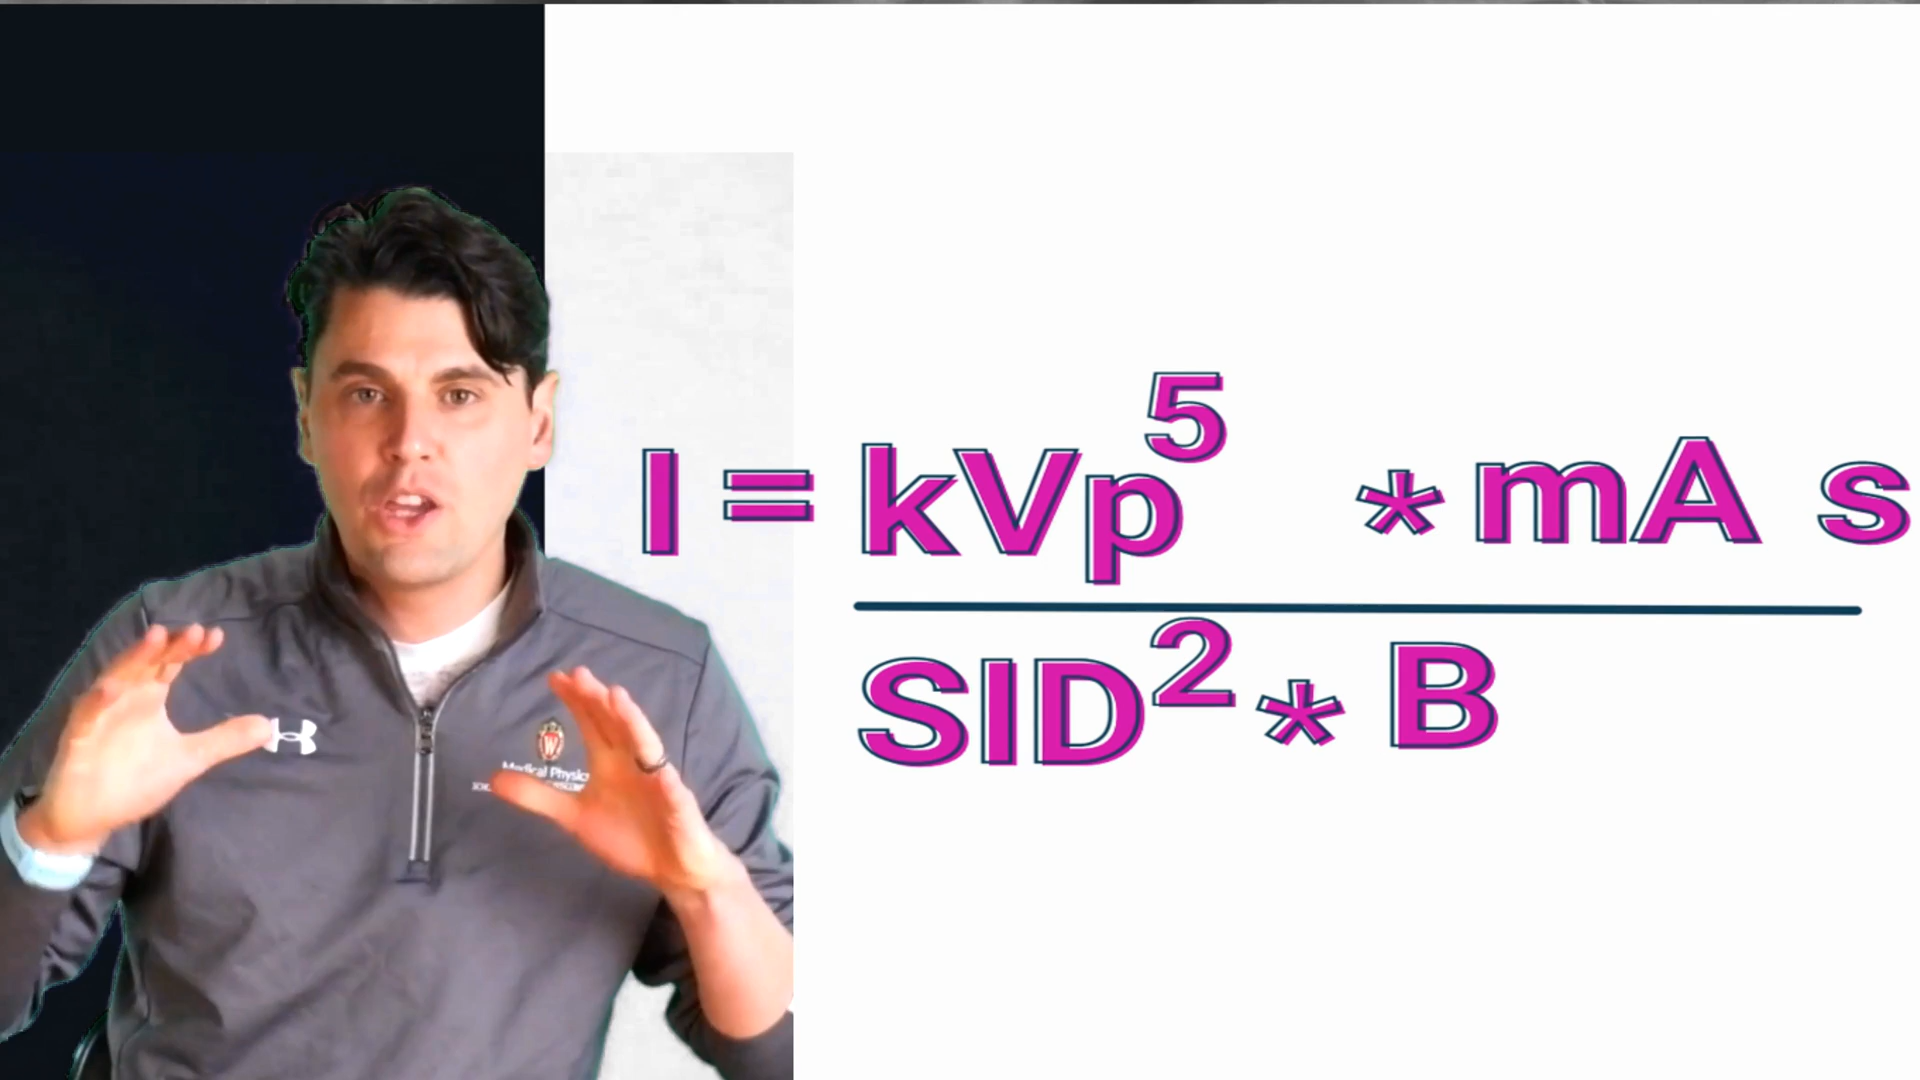 I = kVp⁵ * mA s
SID² * B
W
Medical Physics